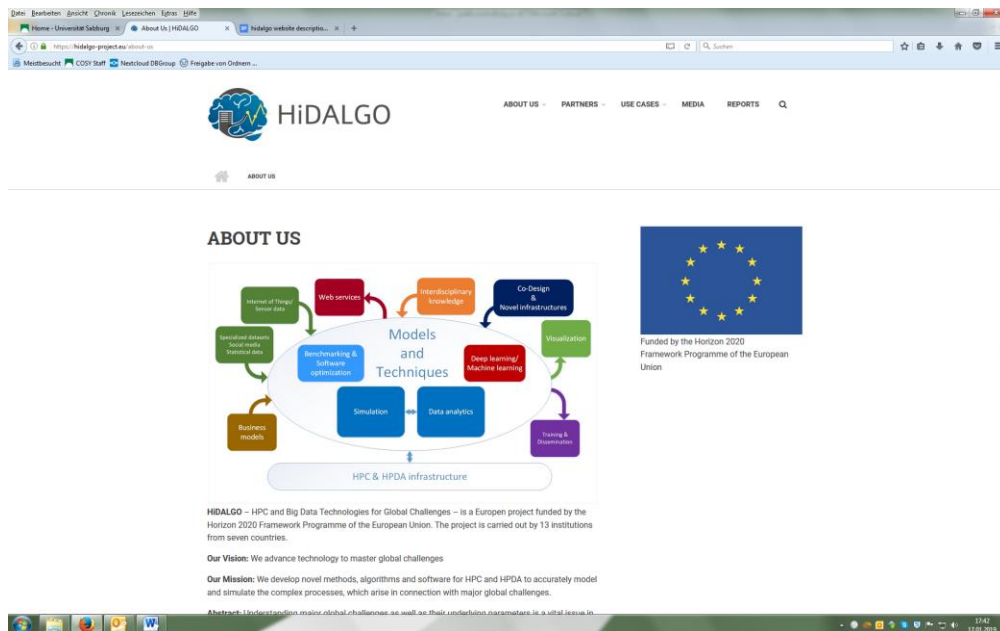 Datei Bearbeiten Ansicht Chronik Lesezeichen Extras Hilfe
Home - Universität Salzburg
About Us | HiDALGO
hidalgo website descriptio...
https://hidalgo-project.eu/about-us
Suchen
Meistbesucht COSY Staff Nextcloud DBGroup Freigabe von Ordnern ...
HiDALGO
ABOUT US PARTNERS USE CASES MEDIA REPORTS
ABOUT US
ABOUT US
Internet of Things/
Sensor data
Web services
Interdisciplinary
knowledge
Co-Design
&
Novel infrastructures
Specialized datasets
Social media
Statistical data
Models
and
Techniques
Visualization
Benchmarking &
Software
optimization
Deep learning/
Machine learning
Simulation
Data analytics
Business
models
Training &
Dissemination
HPC & HPDA infrastructure
Funded by the Horizon 2020
Framework Programme of the European
Union
HiDALGO – HPC and Big Data Technologies for Global Challenges – is a Europen project funded by the
Horizon 2020 Framework Programme of the European Union. The project is carried out by 13 institutions
from seven countries.
Our Vision: We advance technology to master global challenges
Our Mission: We develop novel methods, algorithms and software for HPC and HPDA to accurately model
and simulate the complex processes, which arise in connection with major global challenges.
Abstract: Understanding major global challenges as well as their underlying parameters is a vital issue in
17:42